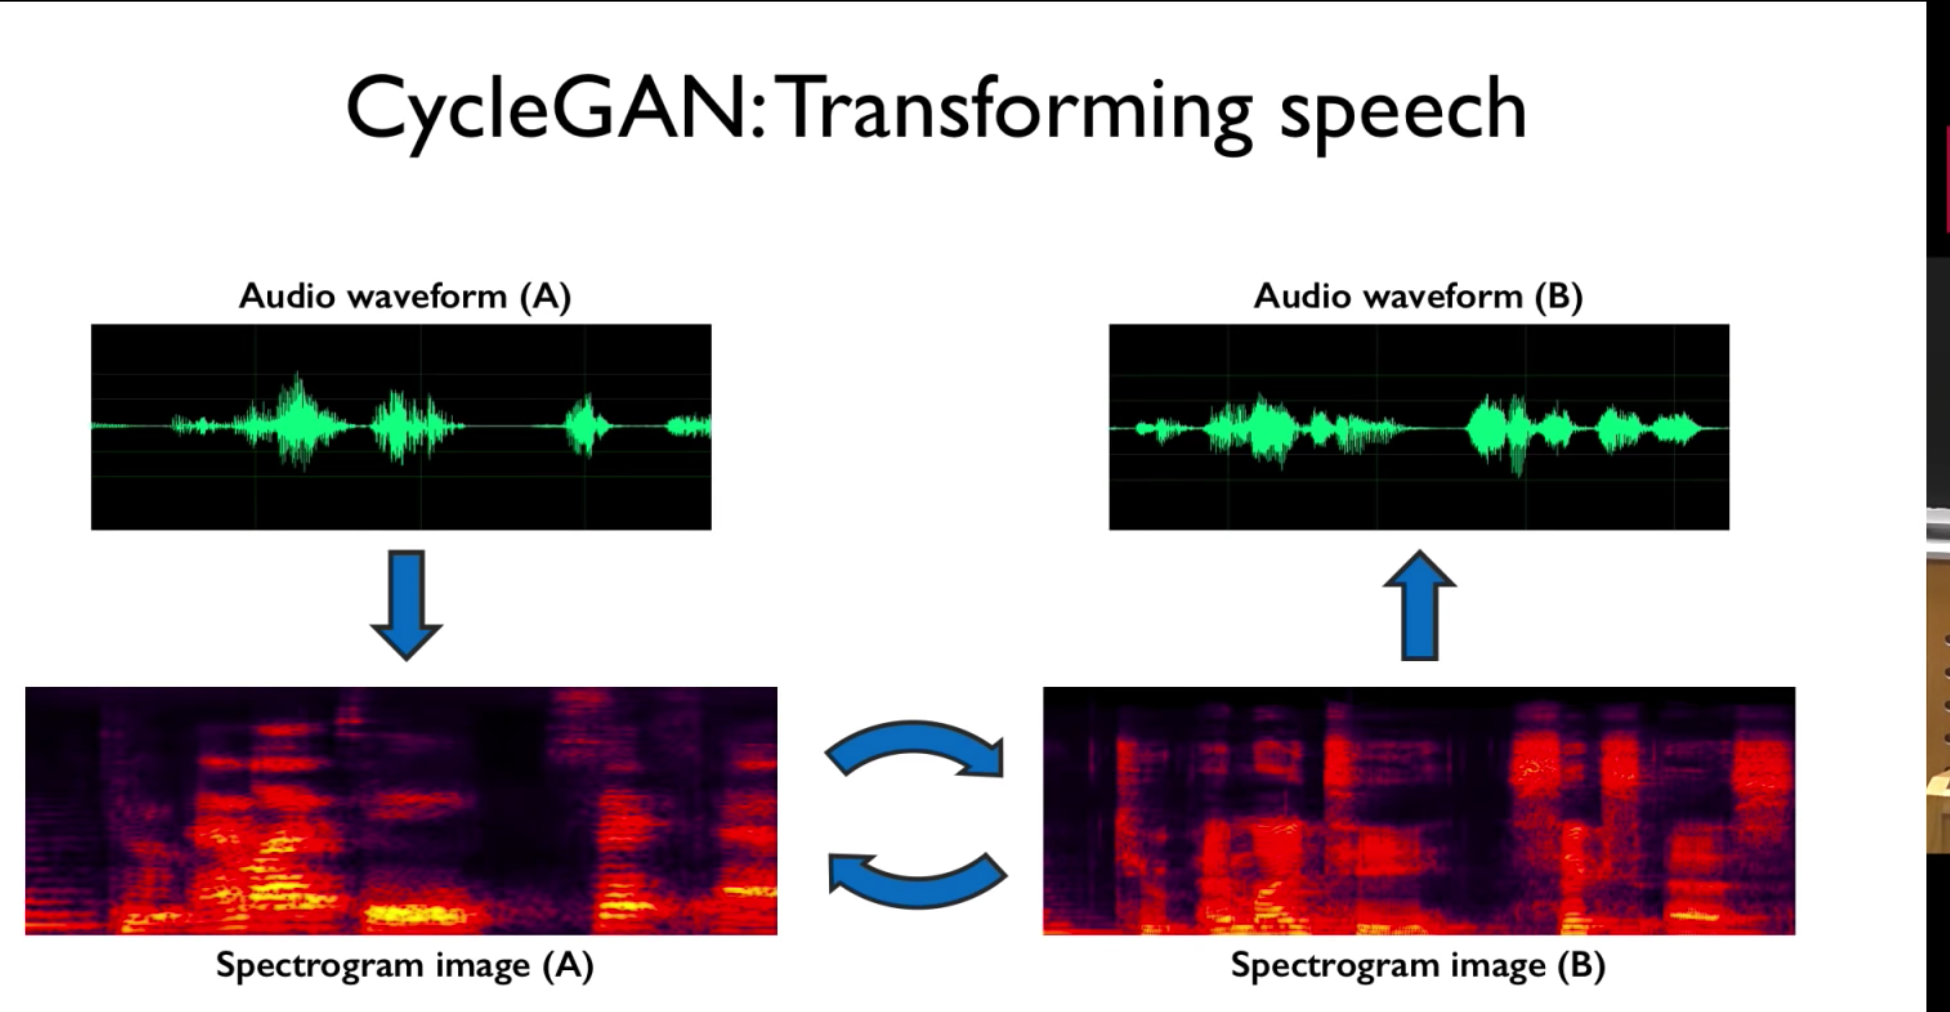 CycleGAN: Transforming speech
Audio waveform (A)
Audio waveform (B)
Spectrogram image (A)
Spectrogram image (B)